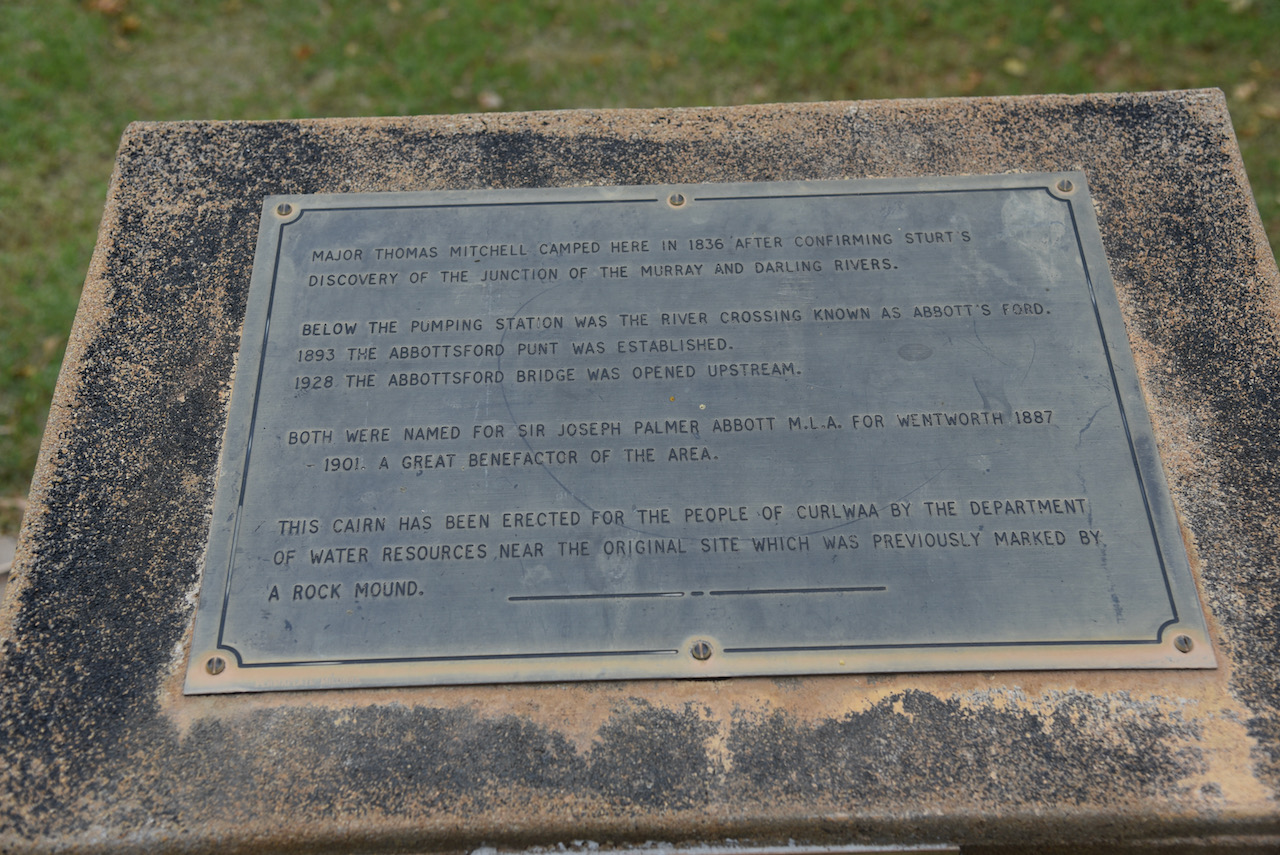 MAJOR THOMAS MITCHELL CAMPED HERE IN 1836 AFTER CONFIRMING STURT'S
DISCOVERY OF THE JUNCTION OF THE MURRAY AND DARLING RIVERS.
BELOW THE PUMPING STATION WAS THE RIVER CROSSING KNOWN AS ABBOTT'S FORD.
1893 THE ABBOTTSFORD PUNT WAS ESTABLISHED.
1928 THE ABBOTTSFORD BRIDGE WAS OPENED UPSTREAM.
BOTH WERE NAMED FOR SIR JOSEPH PALMER ABBOTT M.L.A. FOR WENTWORTH 1887
- 1901. A GREAT BENEFACTOR OF THE AREA.
THIS CAIRN HAS BEEN ERECTED FOR THE PEOPLE OF CURLWAA BY THE DEPARTMENT
OF WATER RESOURCES NEAR THE ORIGINAL SITE WHICH WAS PREVIOUSLY MARKED BY
A ROCK MOUND.